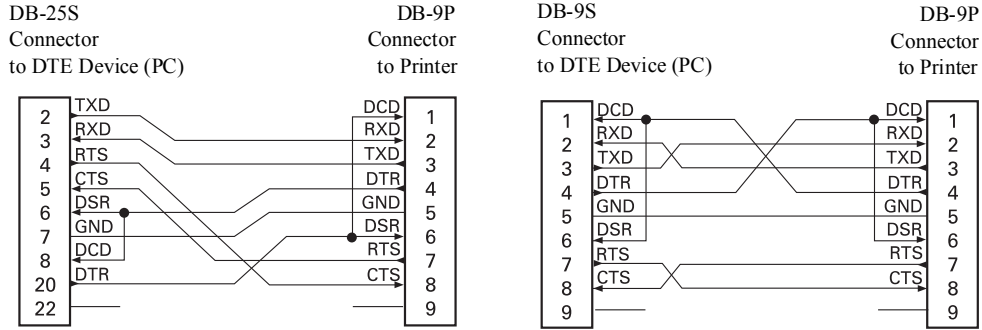 DB-25S
Connector
to DTE Device (PC)
DB-9P
Connector
to Printer
2 TXD
3 RXD
4 RTS
5 CTS
6 DSR
7 GND
8 DCD
20 DTR
22
DCD 1
RXD 2
TXD 3
DTR 4
GND 5
DSR 6
RTS 7
CTS 8
9
DB-9S
Connector
to DTE Device (PC)
DB-9P
Connector
to Printer
1 DCD
2 RXD
3 TXD
4 DTR
5 GND
6 DSR
7 RTS
8 CTS
9
DCD 1
RXD 2
TXD 3
DTR 4
GND 5
DSR 6
RTS 7
CTS 8
9